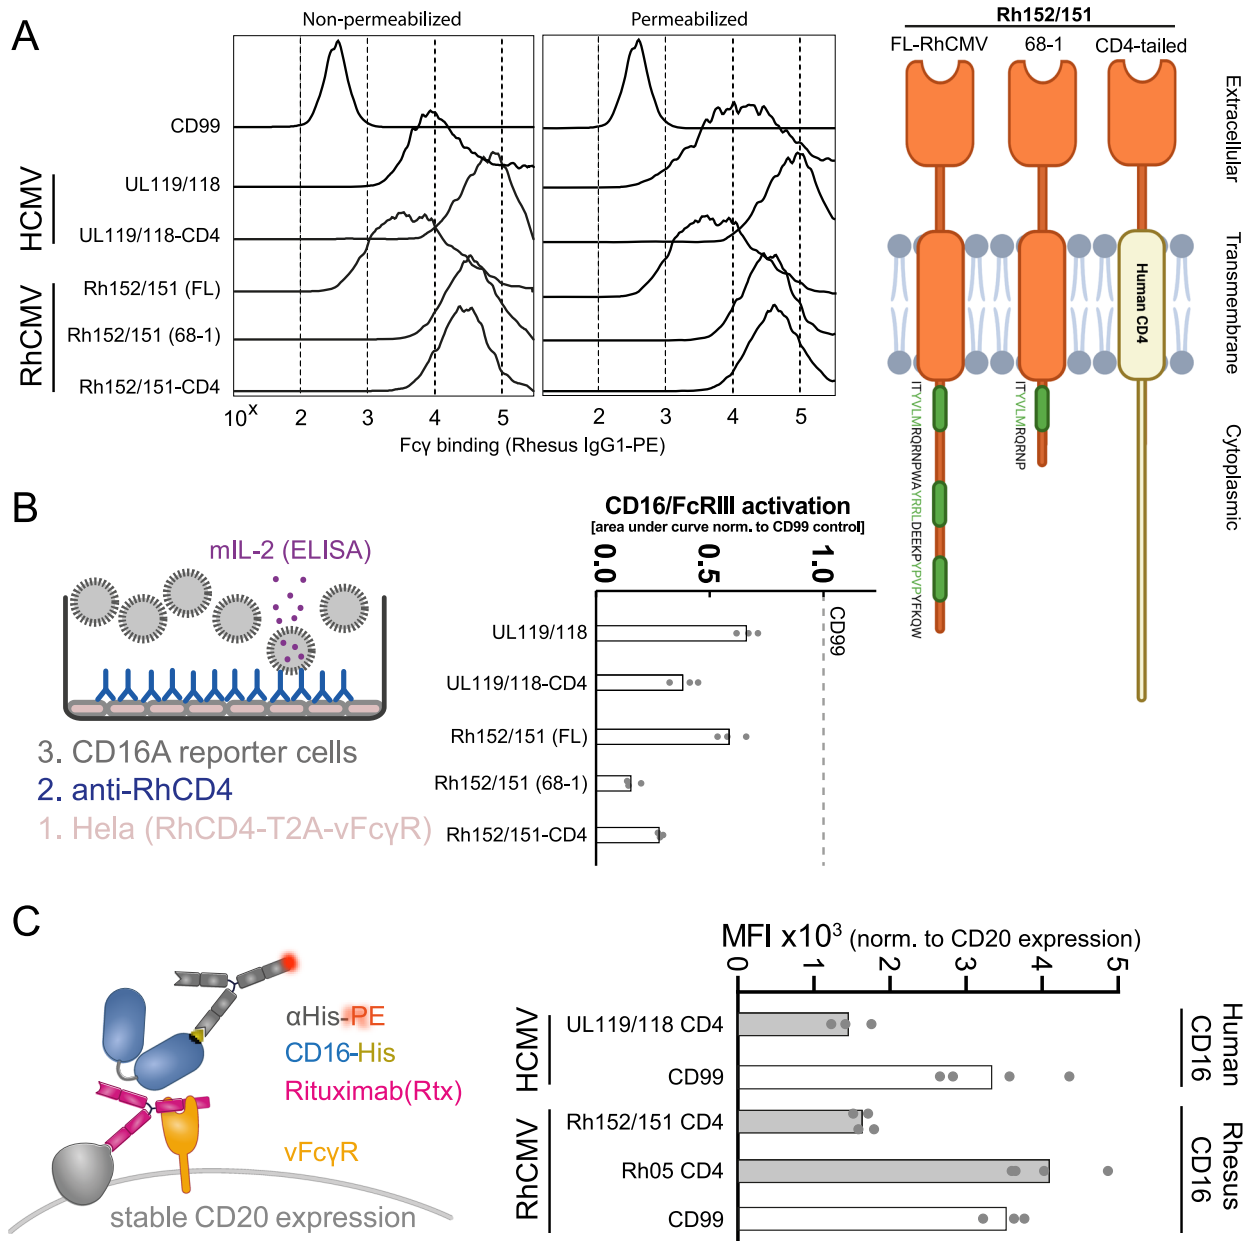 A
Non-permeabilized
Permeabilized
CD99
UL119/118
UL119/118-CD4
Rh152/151 (FL)
Rh152/151 (68-1)
Rh152/151-CD4
HCMV
RhCMV
10^x 2 3 4 5
2 3 4 5
Fcγ binding (Rhesus IgG1-PE)
Rh152/151
FL-RhCMV 68-1 CD4-tailed
Extracellular
Transmembrane
Cytoplasmic
Human CD4
ITYVLMRQRNPWAYRRLDEEKPYPVPYFKQW
ITYVLMRQRNP
B
mIL-2 (ELISA)
3. CD16A reporter cells
2. anti-RhCD4
1. Hela (RhCD4-T2A-vFcγR)
CD16/FcRIII activation
[area under curve norm. to CD99 control]
0.0 0.5 1.0
CD99
UL119/118
UL119/118-CD4
Rh152/151 (FL)
Rh152/151 (68-1)
Rh152/151-CD4
C
αHis-PE
CD16-His
Rituximab(Rtx)
vFcγR
stable CD20 expression
MFI x10³ (norm. to CD20 expression)
0 1 2 3 4 5
HCMV
UL119/118 CD4
CD99
Human
CD16
RhCMV
Rh152/151 CD4
Rh05 CD4
CD99
Rhesus
CD16